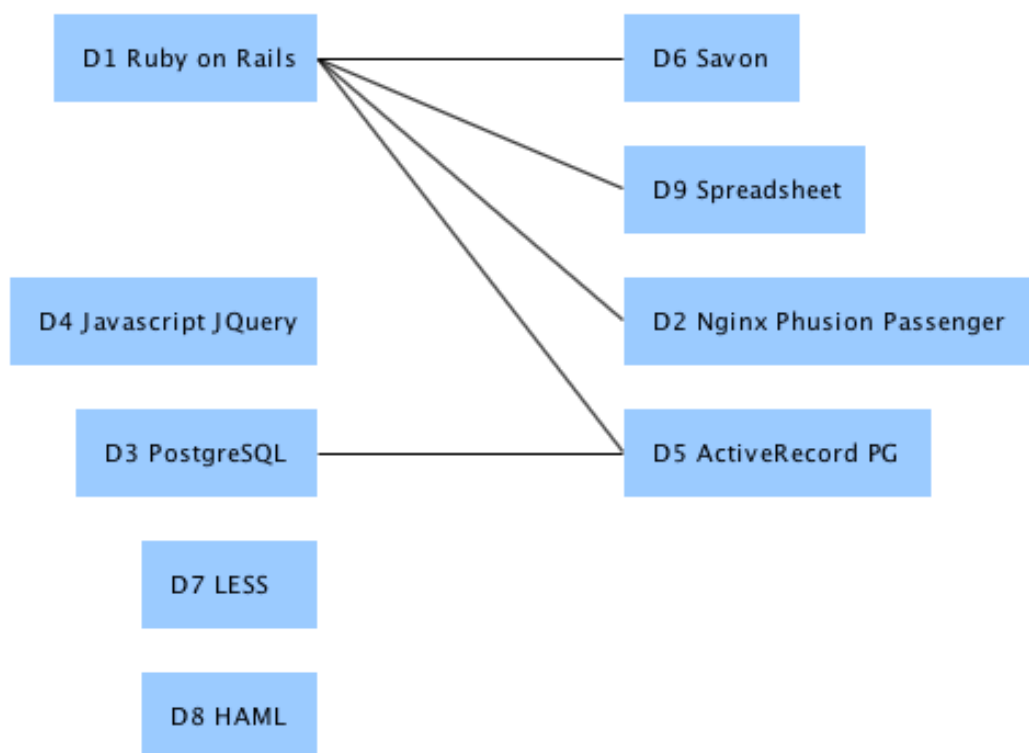 D1 Ruby on Rails
D6 Savon
D9 Spreadsheet
D4 Javascript JQuery
D2 Nginx Phusion Passenger
D3 PostgreSQL
D5 ActiveRecord PG
D7 LESS
D8 HAML